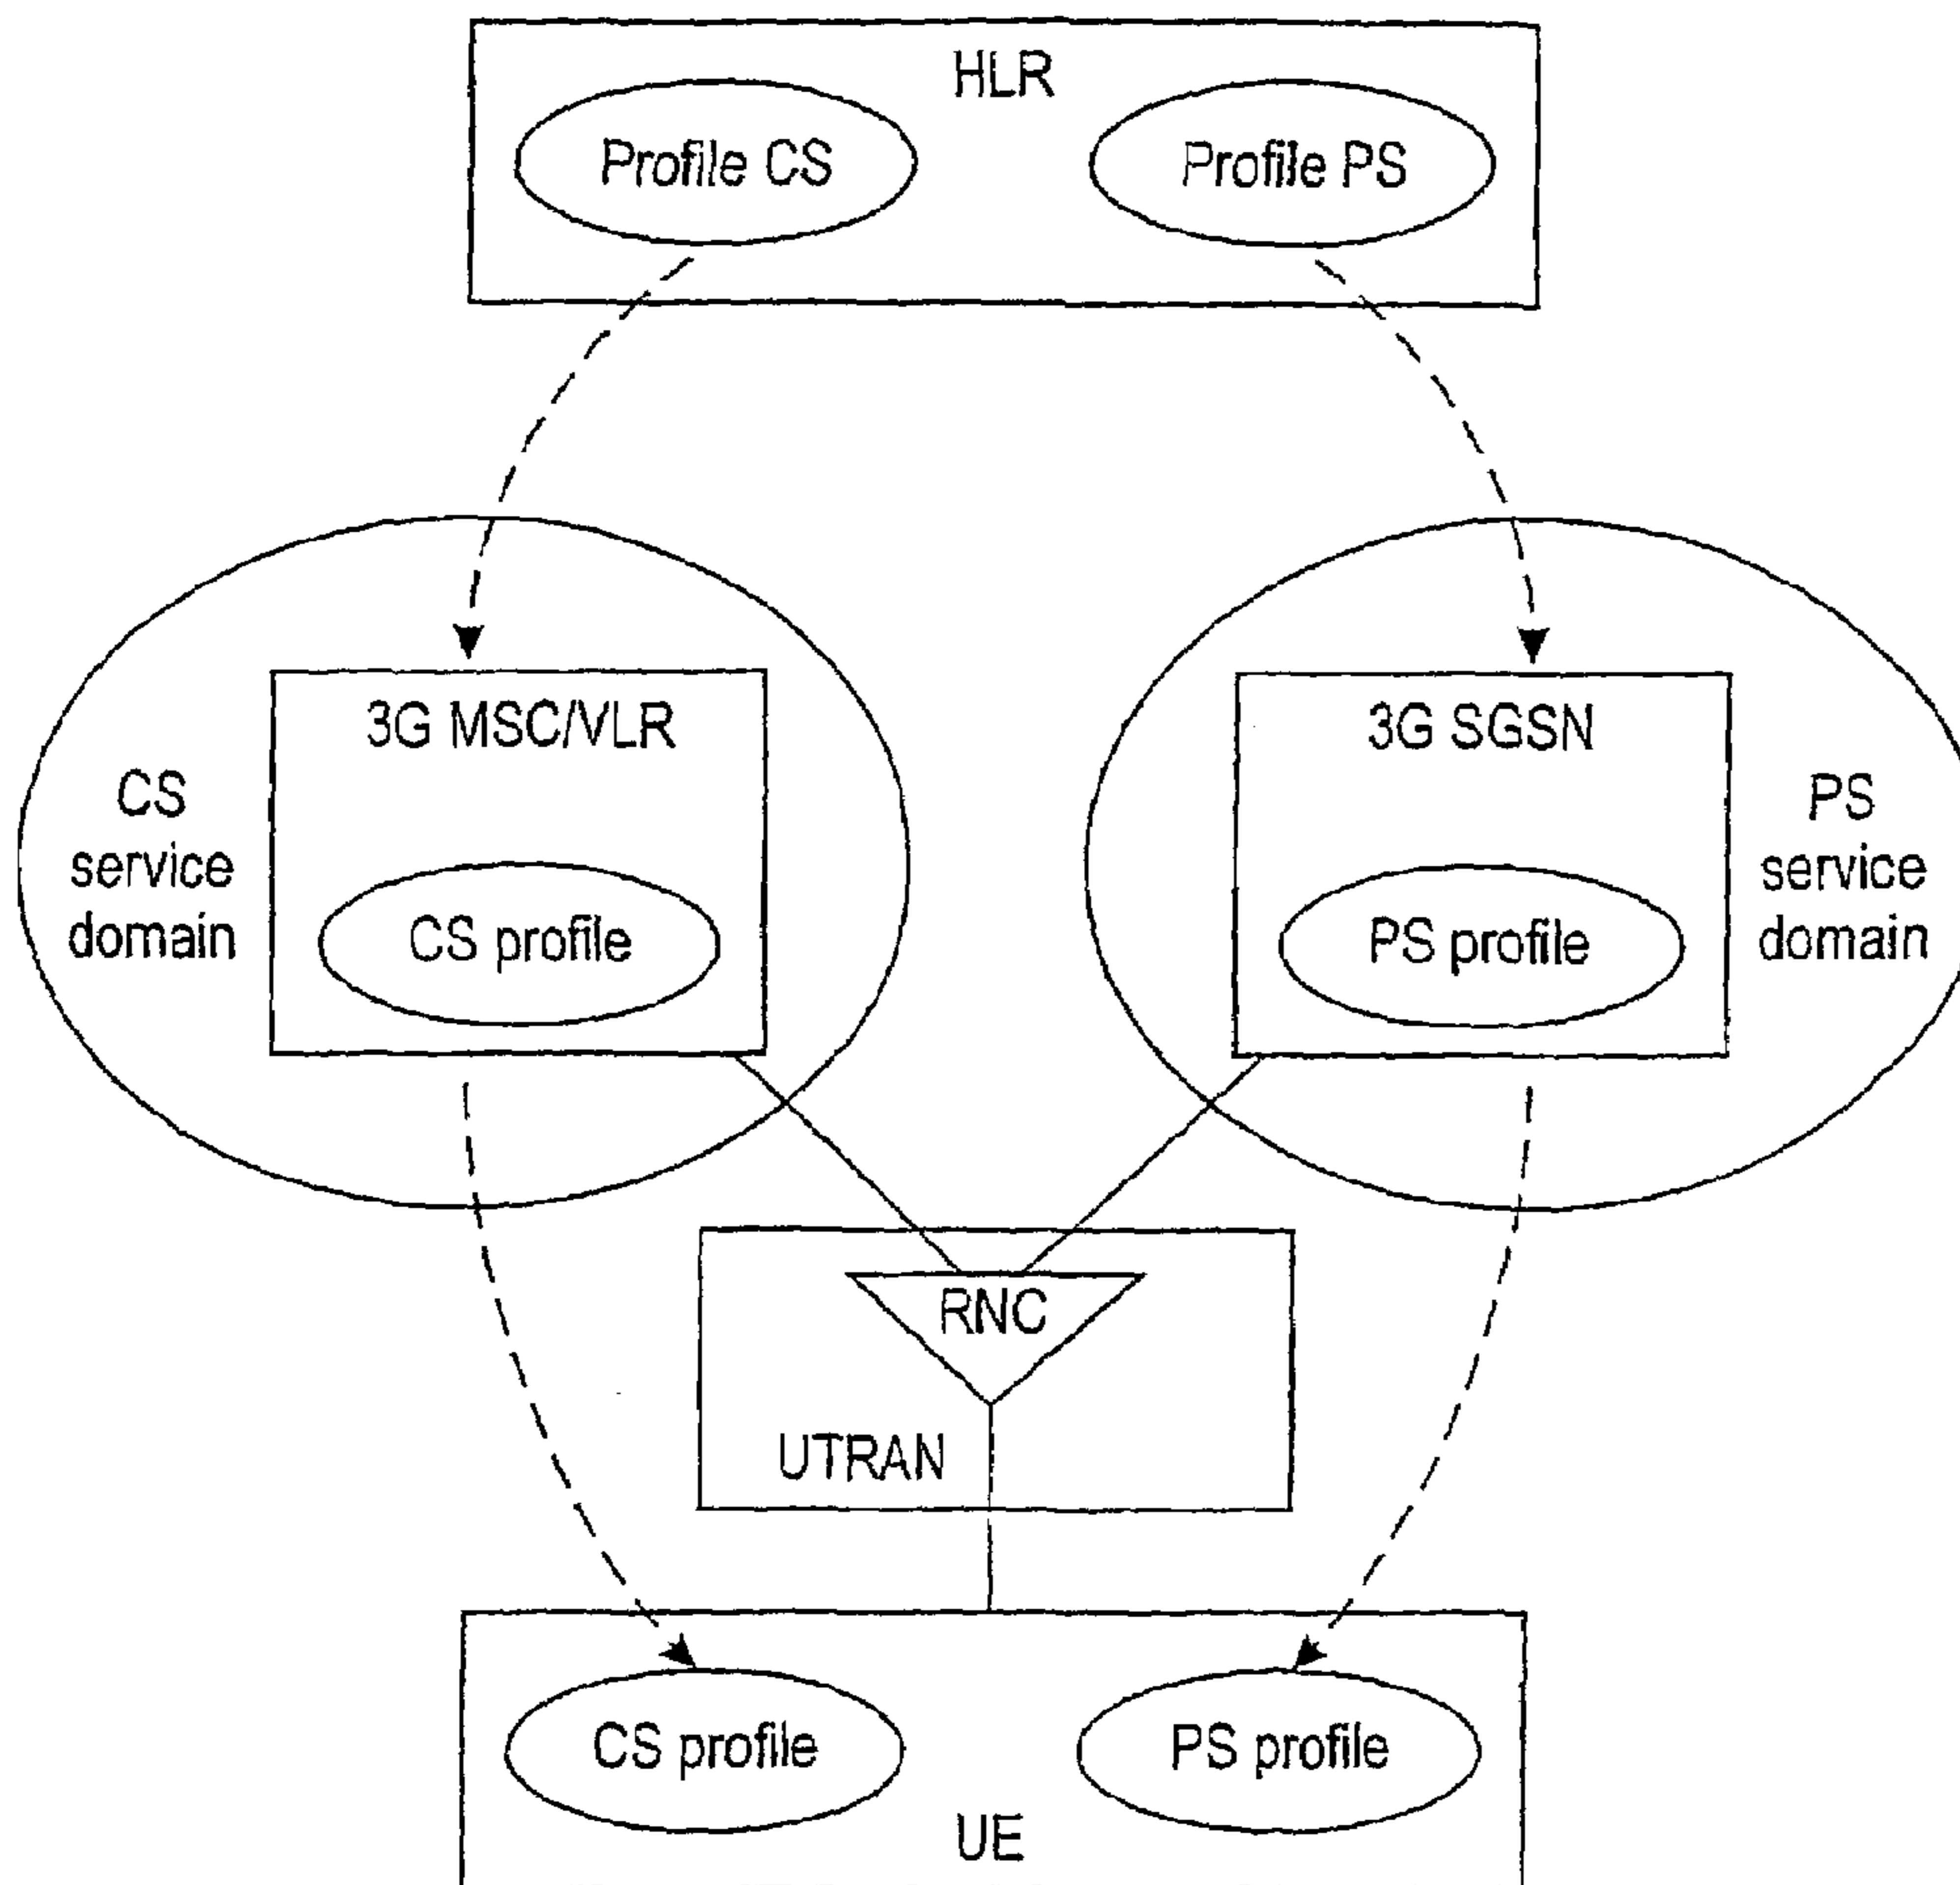 HLR
Profile CS
Profile PS
3G MSC/VLR
3G SGSN
CS
service
domain
PS
service
domain
CS profile
PS profile
RNC
UTRAN
CS profile
PS profile
UE